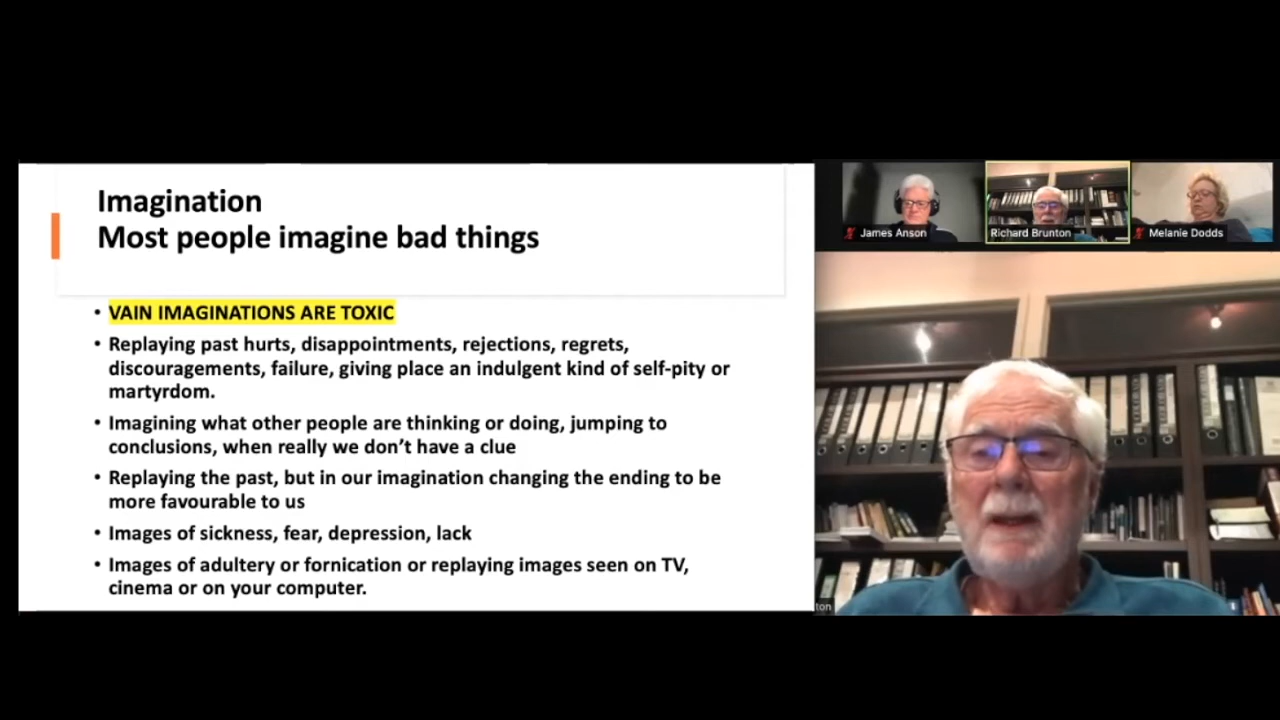 Imagination
Most people imagine bad things
• VAIN IMAGINATIONS ARE TOXIC
• Replaying past hurts, disappointments, rejections, regrets,
discouragements, failure, giving place an indulgent kind of self-pity or
martyrdom.
• Imagining what other people are thinking or doing, jumping to
conclusions, when really we don’t have a clue
• Replaying the past, but in our imagination changing the ending to be
more favourable to us
• Images of sickness, fear, depression, lack
• Images of adultery or fornication or replaying images seen on TV,
cinema or on your computer.
James Anson
Richard Brunton
Melanie Dodds
ton